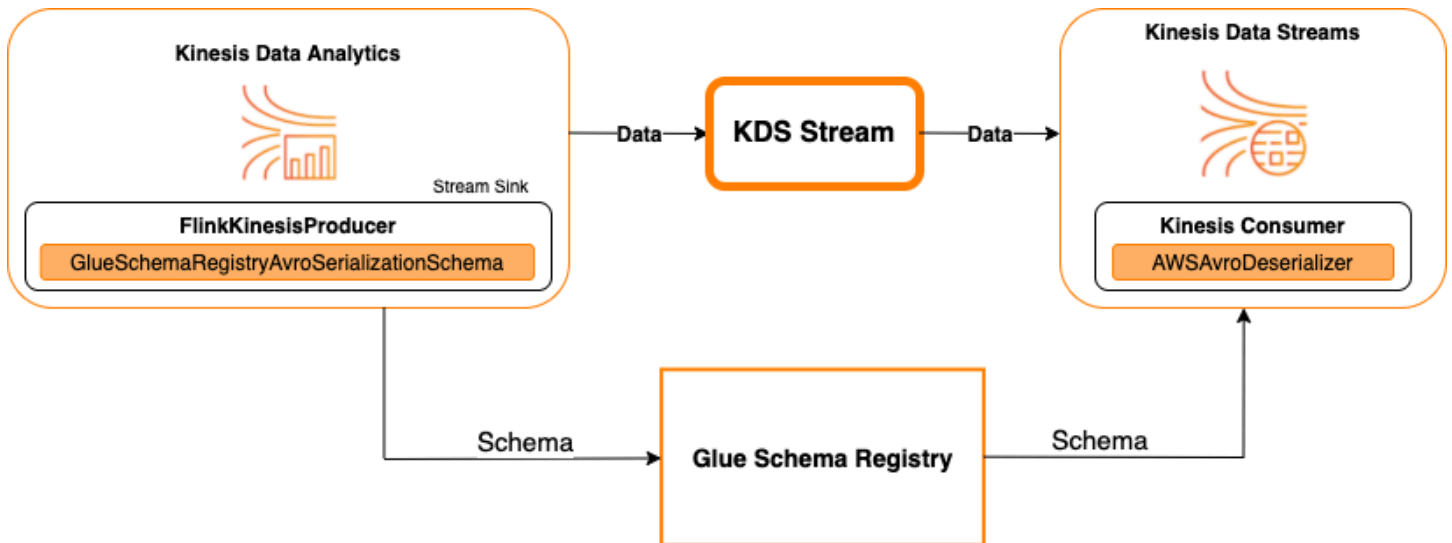 Kinesis Data Analytics
Stream Sink
FlinkKinesisProducer
GlueSchemaRegistryAvroSerializationSchema
Data
KDS Stream
Data
Kinesis Data Streams
Kinesis Consumer
AWSAvroDeserializer
Schema
Glue Schema Registry
Schema